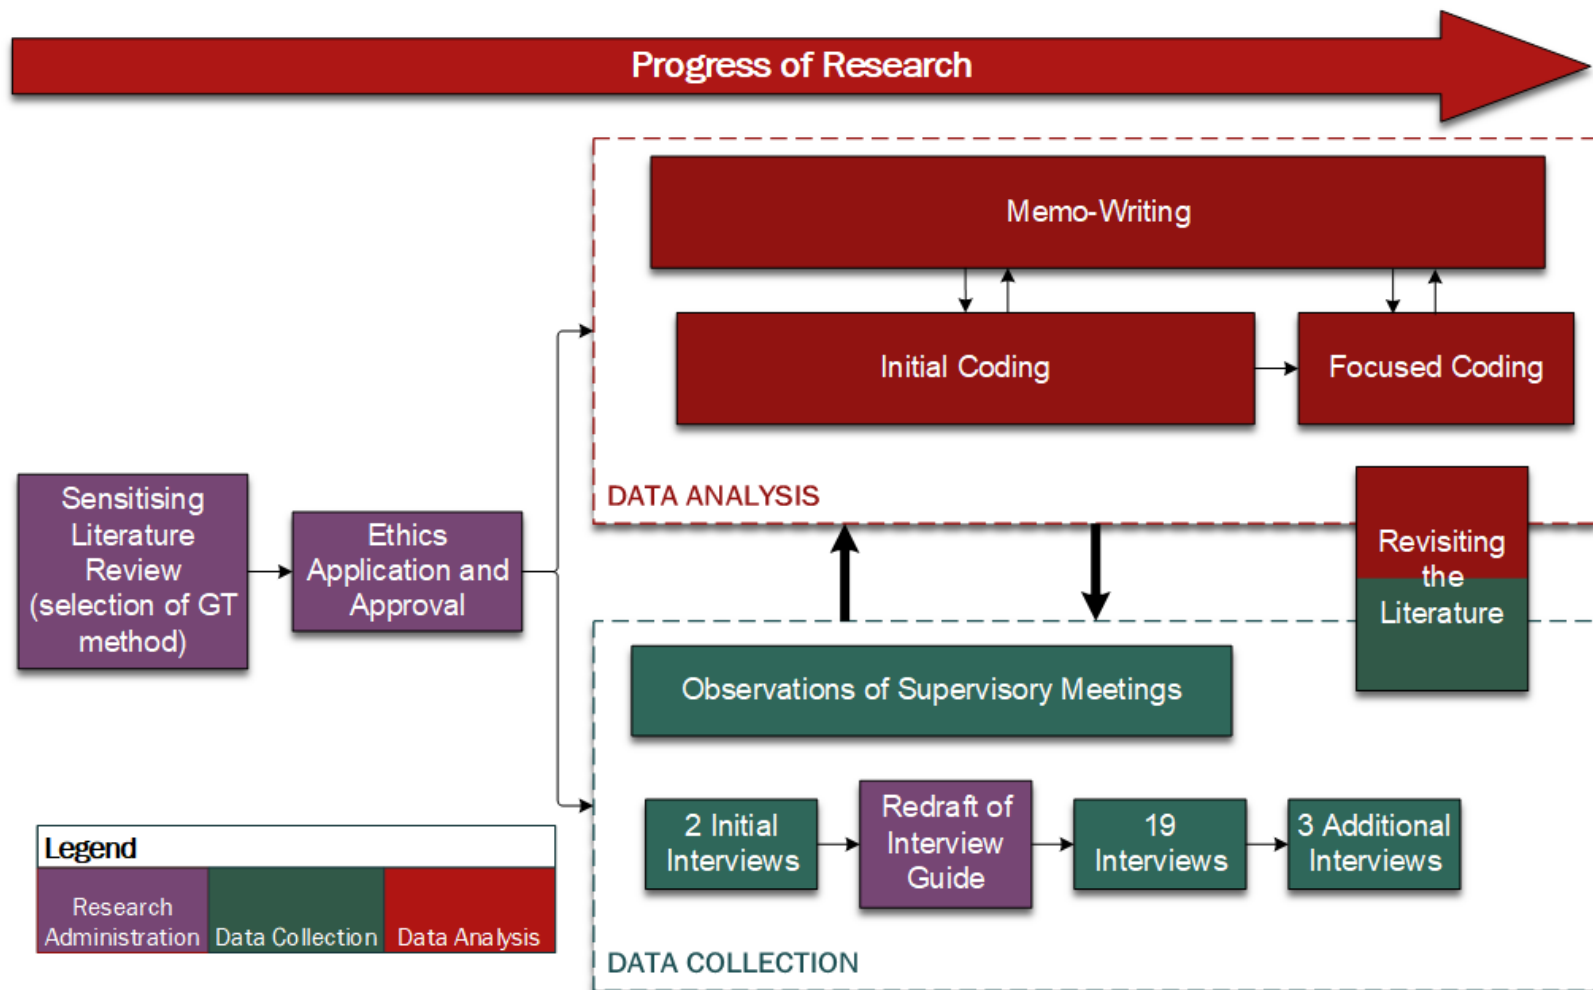 Progress of Research
Memo-Writing
Initial Coding
Focused Coding
DATA ANALYSIS
Sensitising
Literature
Review
(selection of GT
method)
Ethics
Application and
Approval
Revisiting
the
Literature
Observations of Supervisory Meetings
2 Initial
Interviews
Redraft of
Interview
Guide
19
Interviews
3 Additional
Interviews
DATA COLLECTION
Legend
Research
Administration
Data Collection
Data Analysis